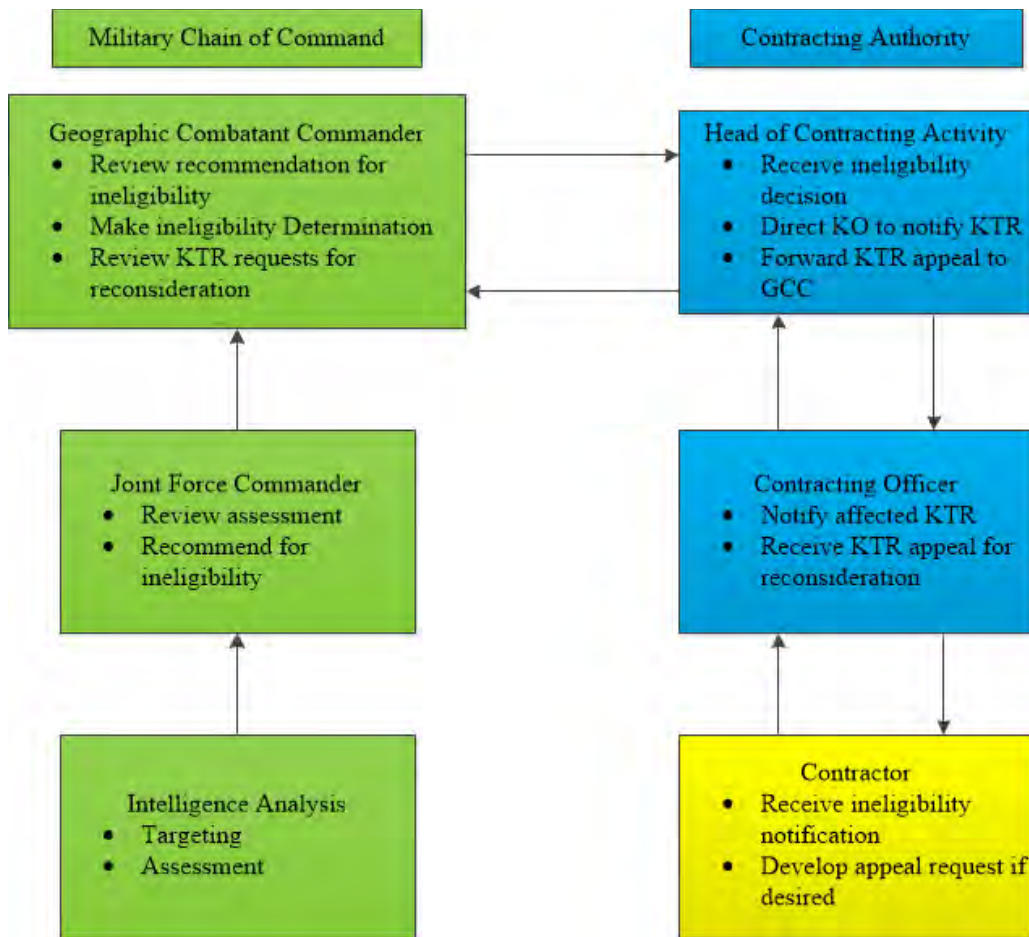 Military Chain of Command
Contracting Authority
Geographic Combatant Commander
• Review recommendation for
ineligibility
• Make ineligibility Determination
• Review KTR requests for
reconsideration
Head of Contracting Activity
• Receive ineligibility
decision
• Direct KO to notify KTR
• Forward KTR appeal to
GCC
Joint Force Commander
• Review assessment
• Recommend for
ineligibility
Contracting Officer
• Notify affected KTR
• Receive KTR appeal for
reconsideration
Intelligence Analysis
• Targeting
• Assessment
Contractor
• Receive ineligibility
notification
• Develop appeal request if
desired